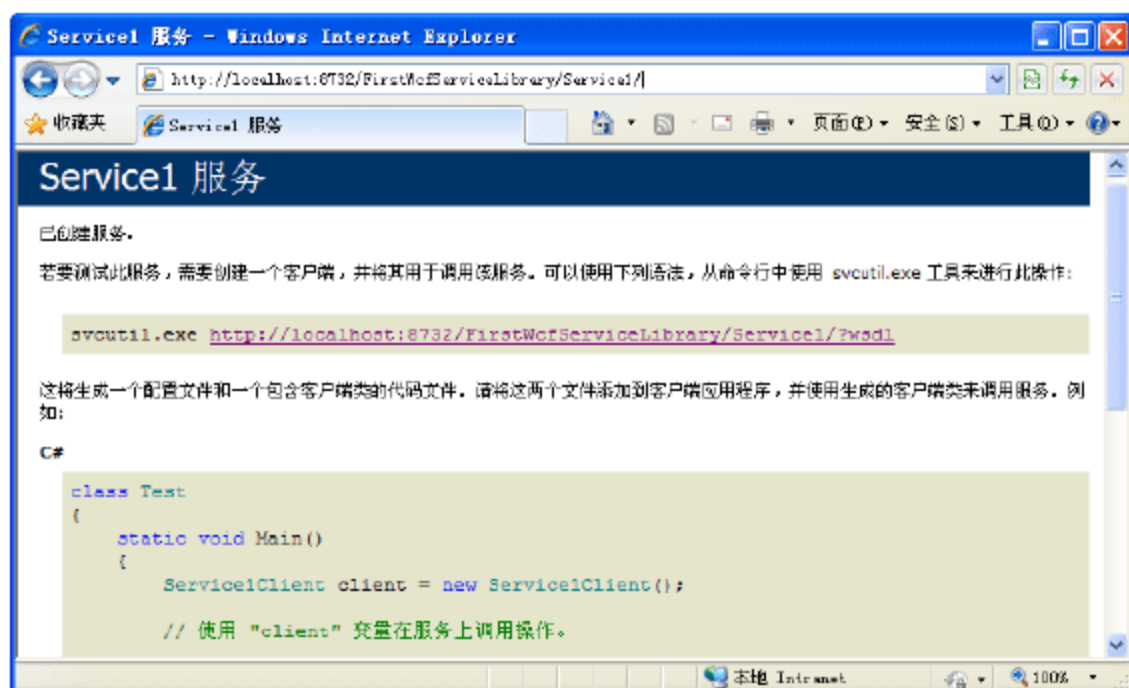 Service1 服务 - Windows Internet Explorer
http://localhost:8732/FirstWcfServiceLibrary/Service1/
收藏夹 Service1 服务 页面(P) 安全(S) 工具(O)
Service1 服务
已创建服务。
若要测试此服务，需要创建一个客户端，并将其用于调用该服务。可以使用下列语法，从命令行中使用 svcutil.exe 工具来进行此操作:
svcutil.exe http://localhost:8732/FirstWcfServiceLibrary/Service1/?wsdl
这将生成一个配置文件和一个包含客户端类的代码文件。请将这两个文件添加到客户端应用程序，并使用生成的客户端类来调用服务。例
如:
C#
class Test
{
static void Main()
{
Service1Client client = new Service1Client();
// 使用 "client" 变量在服务上调用操作。
本地 Intranet 100%